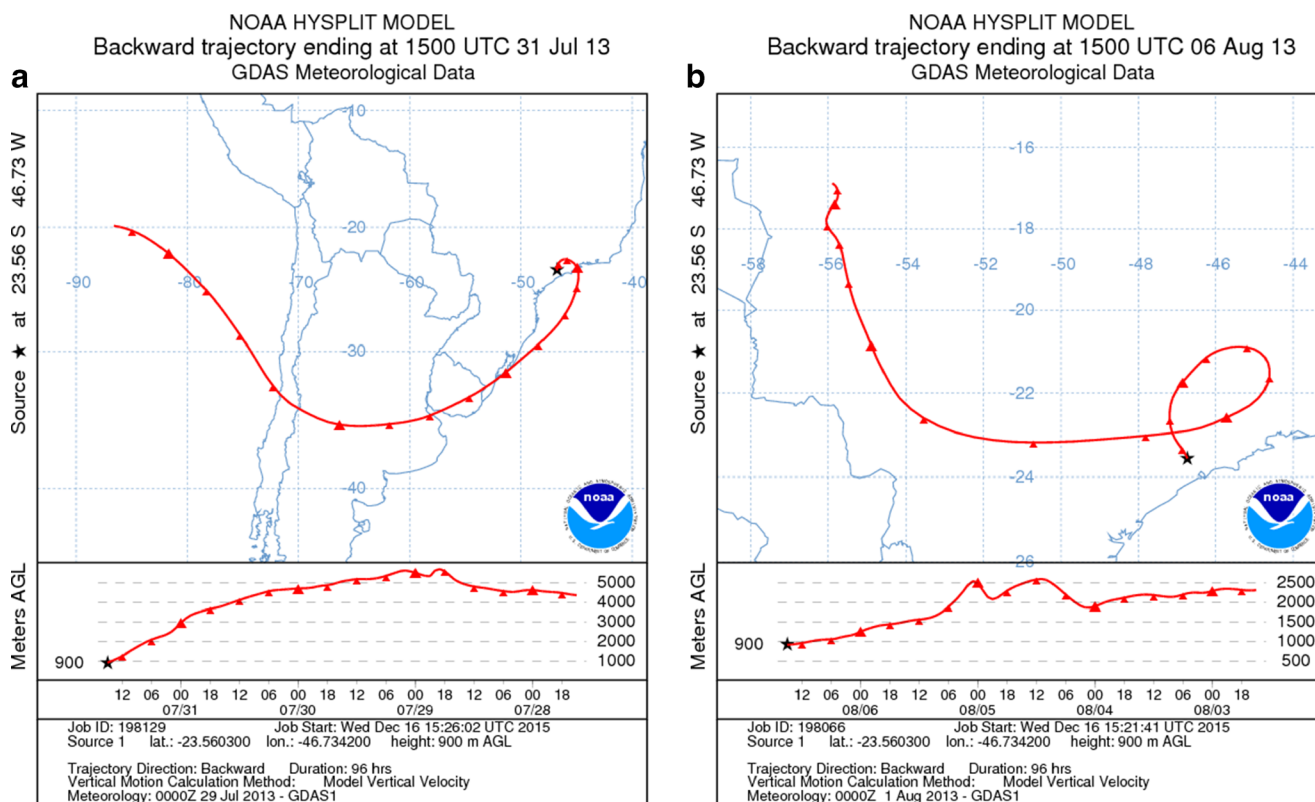 NOAA HYSPLIT MODEL
Backward trajectory ending at 1500 UTC 31 Jul 13
GDAS Meteorological Data
a
Source ★ at 23.56 S 46.73 W
-10
-20
-90
-80
-70
-60
-50
-40
-30
-40
noaa
Meters AGL
900
5000
4000
3000
2000
1000
12 06 00 18 12 06 00 18 12 06 00 18 12 06 00 18
07/31 07/30 07/29 07/28
Job ID: 198129 Job Start: Wed Dec 16 15:26:02 UTC 2015
Source 1 lat.: -23.560300 lon.: -46.734200 height: 900 m AGL
Trajectory Direction: Backward Duration: 96 hrs
Vertical Motion Calculation Method: Model Vertical Velocity
Meteorology: 0000Z 29 Jul 2013 - GDAS1
NOAA HYSPLIT MODEL
Backward trajectory ending at 1500 UTC 06 Aug 13
GDAS Meteorological Data
b
Source ★ at 23.56 S 46.73 W
-16
-18
-58 -56 -54 -52 -50 -48 -46 -44
-20
-22
-24
-26
noaa
Meters AGL
900
2500
2000
1500
1000
500
12 06 00 18 12 06 00 18 12 06 00 18 12 06 00 18
08/06 08/05 08/04 08/03
Job ID: 198066 Job Start: Wed Dec 16 15:21:41 UTC 2015
Source 1 lat.: -23.560300 lon.: -46.734200 height: 900 m AGL
Trajectory Direction: Backward Duration: 96 hrs
Vertical Motion Calculation Method: Model Vertical Velocity
Meteorology: 0000Z 1 Aug 2013 - GDAS1